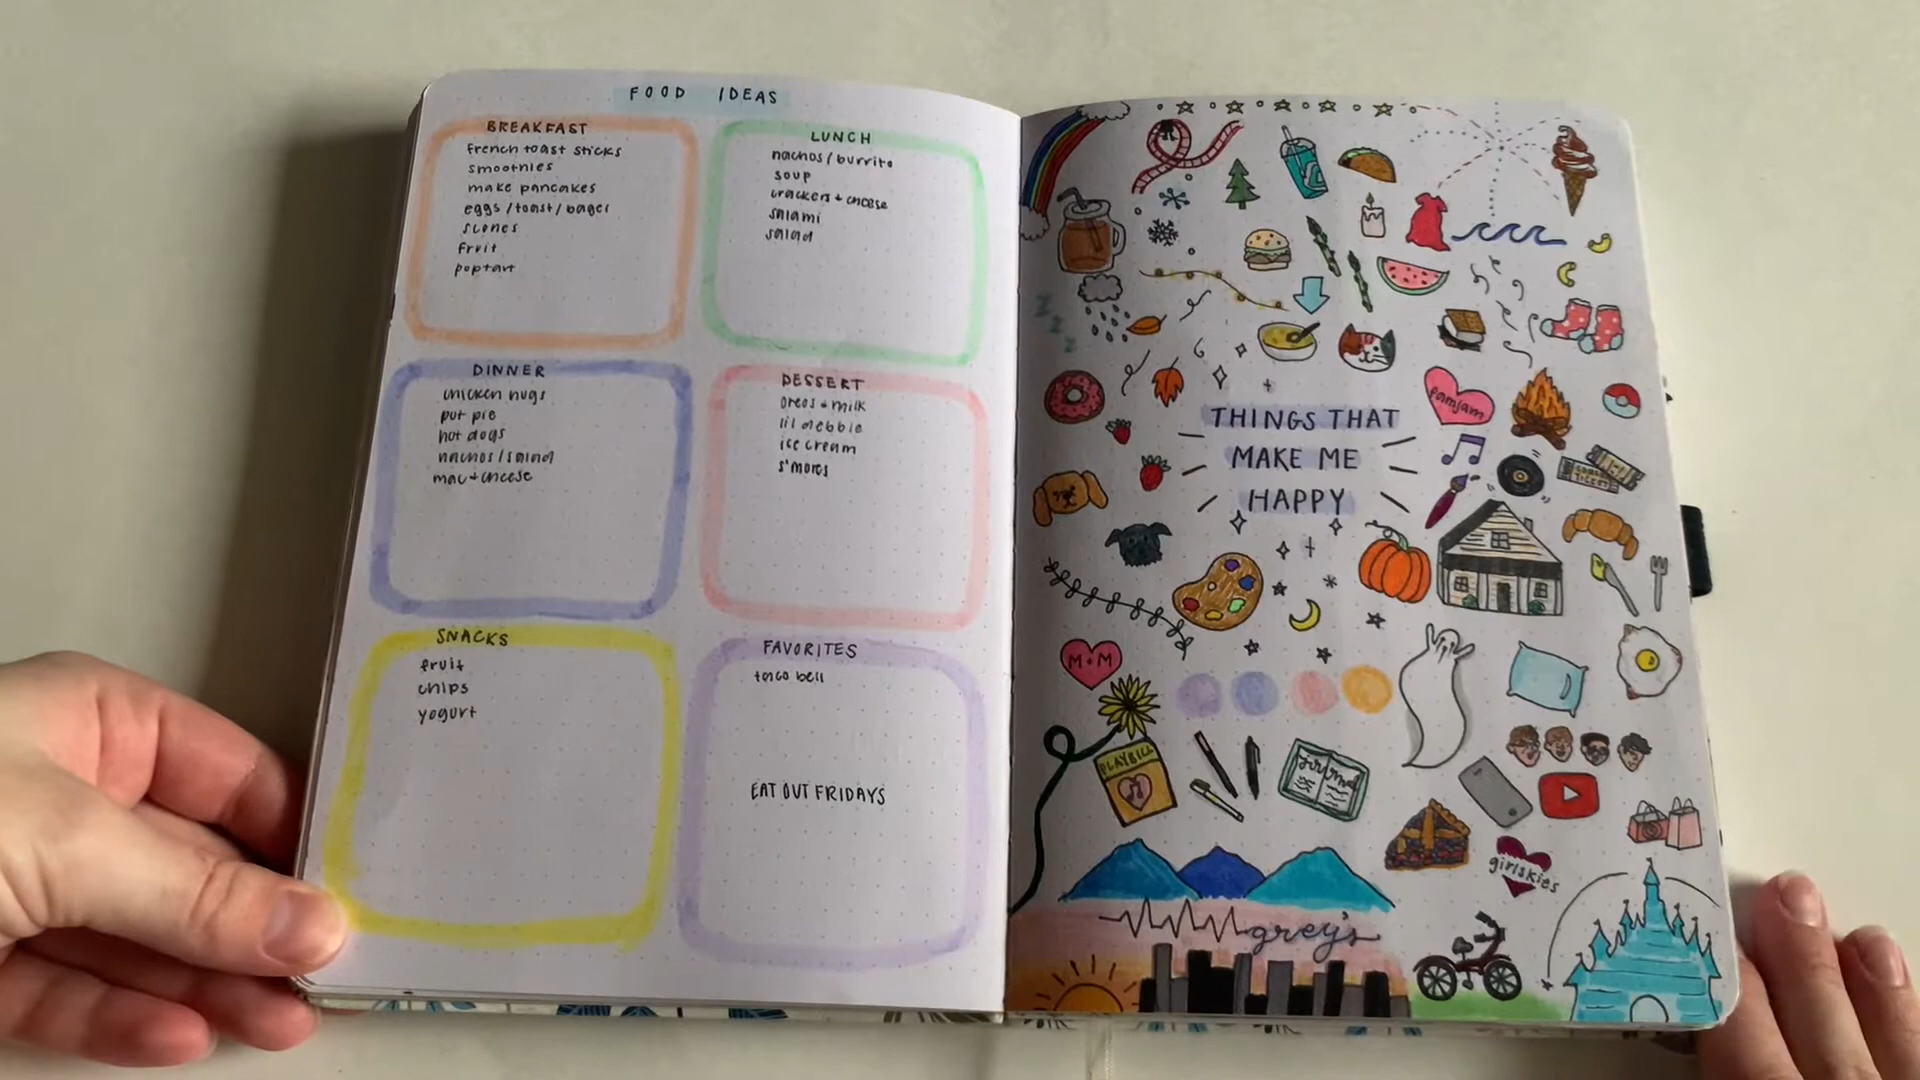 FOOD IDEAS
BREAKFAST
french toast sticks
smoothies
make pancakes
eggs / toast / bagel
scones
fruit
poptart
LUNCH
nachos / burrito
soup
crackers + cheese
salami
salad
DINNER
chicken nugs
pot pie
hot dogs
nachos / salad
mac + cheese
DESSERT
oreos + milk
lil debbie
ice cream
s'mores
SNACKS
fruit
chips
yogurt
FAVORITES
taco bell
EAT OUT FRIDAYS
THINGS THAT
MAKE ME
HAPPY
zzz
famjam
TICKET
M+M
PLAYBILL
journal
girlskies
grey's